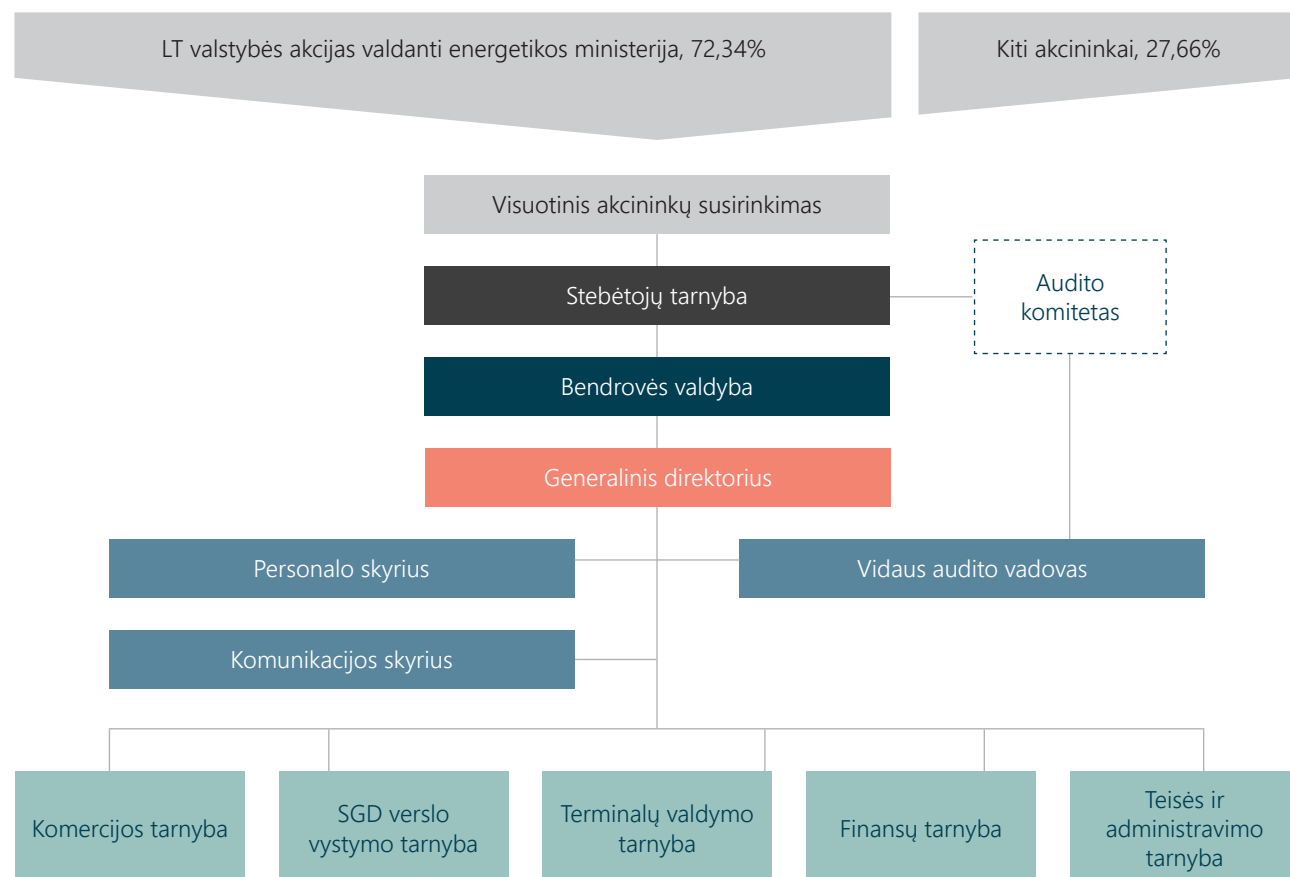 LT valstybės akcijas valdanti energetikos ministerija, 72,34%
Kiti akcininkai, 27,66%
Visuotinis akcininkų susirinkimas
Stebėtojų tarnyba
Audito
komitetas
Bendrovės valdyba
Generalinis direktorius
Personalo skyrius
Vidaus audito vadovas
Komunikacijos skyrius
Komercijos tarnyba
SGD verslo
vystymo tarnyba
Terminalų valdymo
tarnyba
Finansų tarnyba
Teisės ir
administravimo
tarnyba